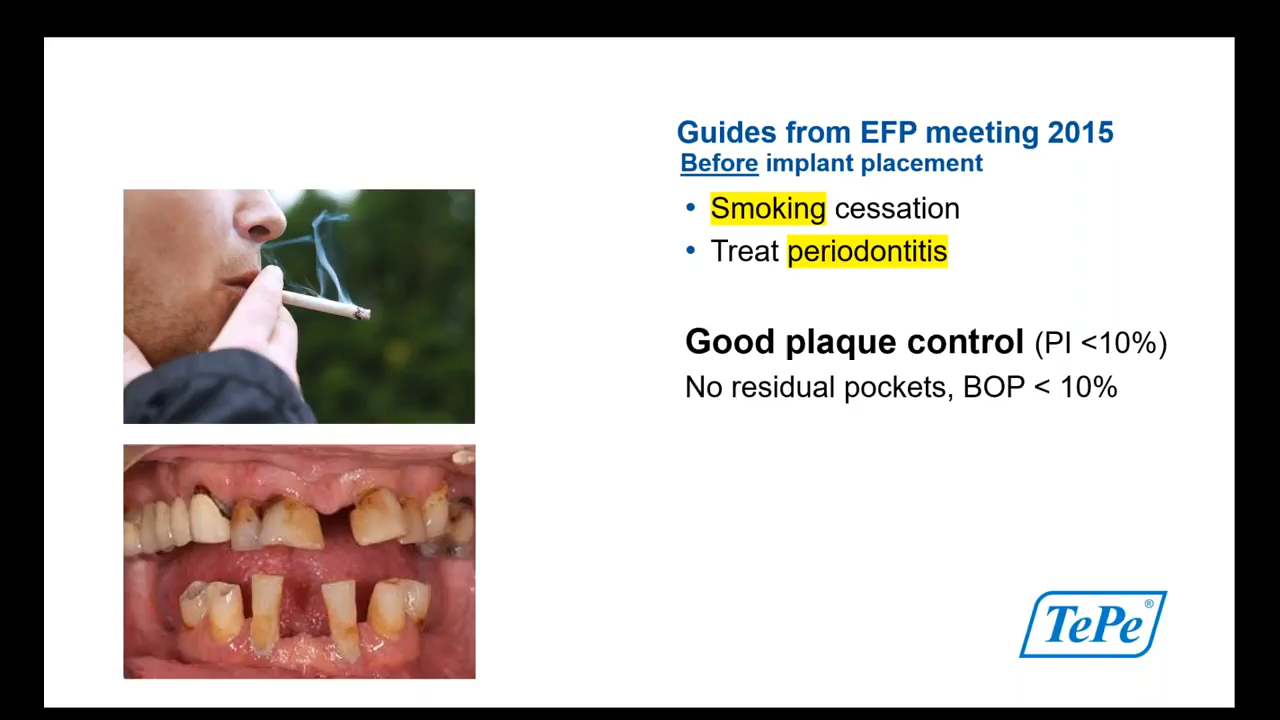 Guides from EFP meeting 2015
Before implant placement
• Smoking cessation
• Treat periodontitis
Good plaque control (PI <10%)
No residual pockets, BOP < 10%
TePe®